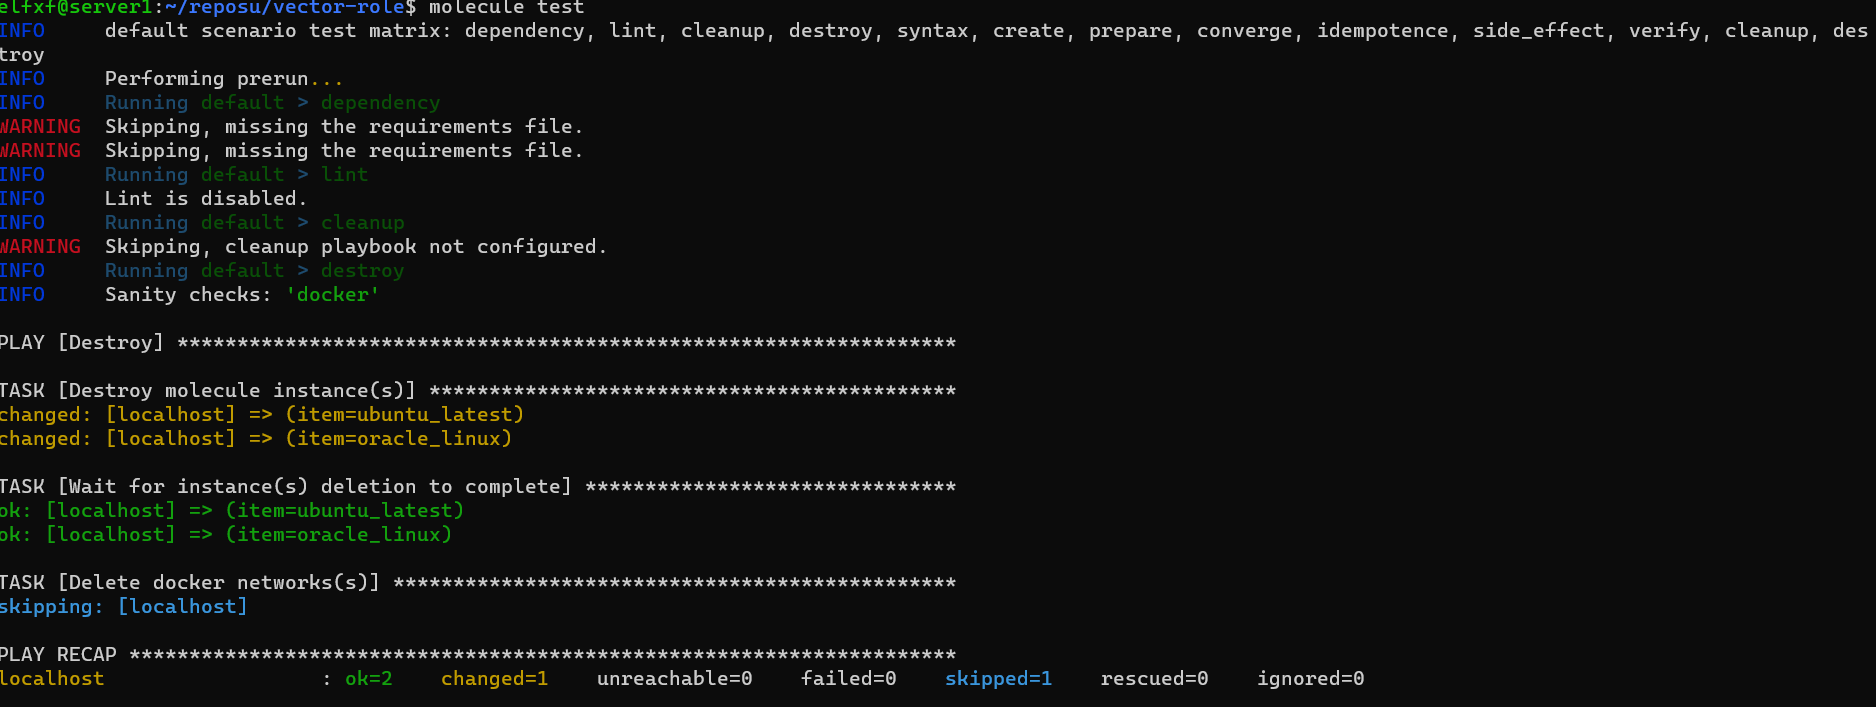 elfxf@server1:~/reposu/vector-role$ molecule test
INFO     default scenario test matrix: dependency, lint, cleanup, destroy, syntax, create, prepare, converge, idempotence, side_effect, verify, cleanup, des
troy
INFO     Performing prerun...
INFO     Running default > dependency
WARNING  Skipping, missing the requirements file.
WARNING  Skipping, missing the requirements file.
INFO     Running default > lint
INFO     Lint is disabled.
INFO     Running default > cleanup
WARNING  Skipping, cleanup playbook not configured.
INFO     Running default > destroy
INFO     Sanity checks: 'docker'
PLAY [Destroy] *****************************************************************
TASK [Destroy molecule instance(s)] ********************************************
changed: [localhost] => (item=ubuntu_latest)
changed: [localhost] => (item=oracle_linux)
TASK [Wait for instance(s) deletion to complete] *******************************
ok: [localhost] => (item=ubuntu_latest)
ok: [localhost] => (item=oracle_linux)
TASK [Delete docker networks(s)] ***********************************************
skipping: [localhost]
PLAY RECAP *********************************************************************
localhost                  : ok=2    changed=1    unreachable=0    failed=0    skipped=1    rescued=0    ignored=0